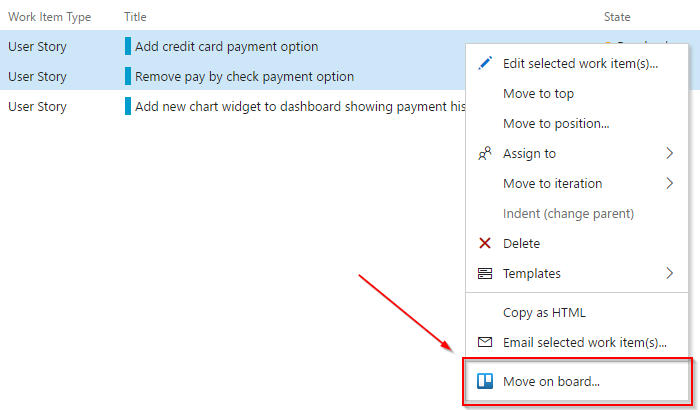 Work Item Type Title State
User Story Add credit card payment option
User Story Remove pay by check payment option
User Story Add new chart widget to dashboard showing payment his
Edit selected work item(s)...
Move to top
Move to position...
Assign to
Move to iteration
Indent (change parent)
Delete
Templates
Copy as HTML
Email selected work item(s)...
Move on board...